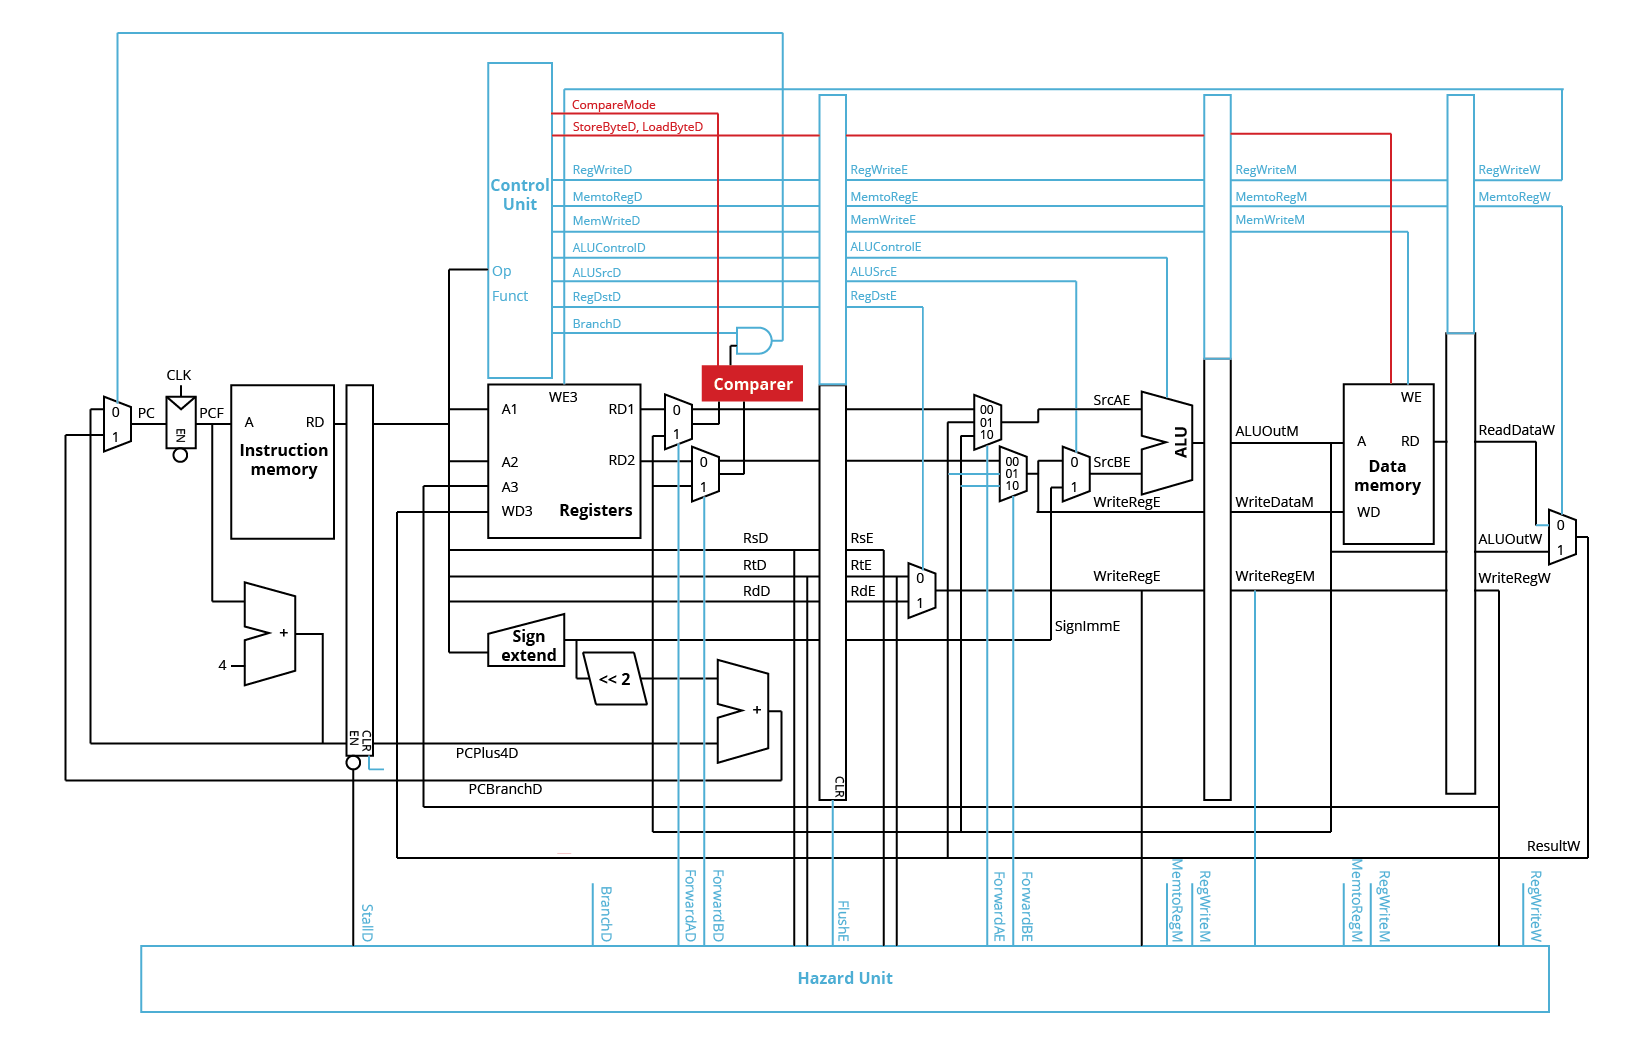 CompareMode
StoreByteD, LoadByteD
Control
Unit
Op
Funct
RegWriteD
MemtoRegD
MemWriteD
ALUControlD
ALUSrcD
RegDstD
BranchD
RegWriteE
MemtoRegE
MemWriteE
ALUControlE
ALUSrcE
RegDstE
RegWriteM
MemtoRegM
MemWriteM
RegWriteW
MemtoRegW
CLK
0
1
PC
EN
PCF
A
RD
Instruction
memory
+
4
EN
CLR
A1
A2
A3
WD3
WE3
RD1
RD2
Registers
0
1
0
1
Comparer
RsD
RtD
RdD
Sign
extend
<< 2
+
PCPlus4D
PCBranchD
CLR
RsE
RtE
RdE
0
1
00
01
10
00
01
10
0
1
SrcAE
SrcBE
ALU
WriteRegE
WriteRegE
SignImmE
ALUOutM
WriteDataM
WriteRegEM
A
RD
WE
WD
Data
memory
ReadDataW
ALUOutW
WriteRegW
0
1
ResultW
StallD
BranchD
ForwardAD
ForwardBD
FlushE
ForwardAE
ForwardBE
MemtoRegM
RegWriteM
MemtoRegM
RegWriteM
RegWriteW
Hazard Unit